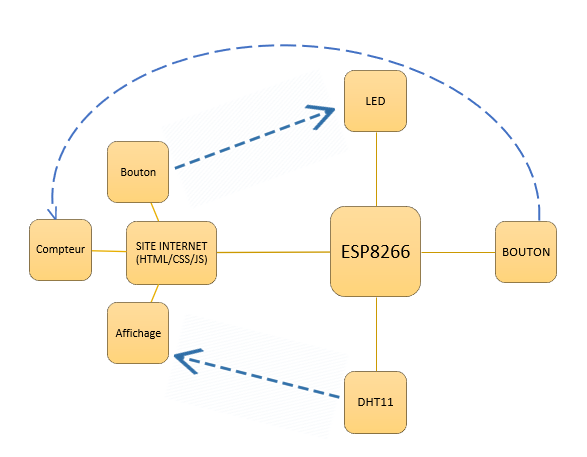 LED
Bouton
Compteur
SITE INTERNET
(HTML/CSS/JS)
ESP8266
BOUTON
Affichage
DHT11